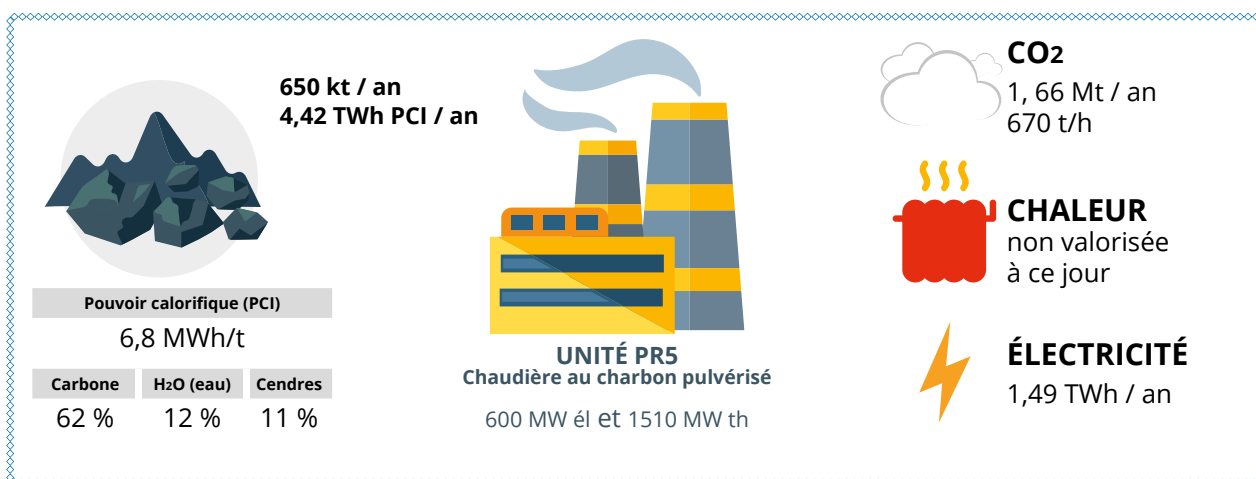 650 kt / an
4,42 TWh PCI / an
Pouvoir calorifique (PCI)
6,8 MWh/t
Carbone
H2O (eau)
Cendres
62 %
12 %
11 %
UNITÉ PR5
Chaudière au charbon pulvérisé
600 MW él et 1510 MW th
CO2
1, 66 Mt / an
670 t/h
CHALEUR
non valorisée
à ce jour
ÉLECTRICITÉ
1,49 TWh / an